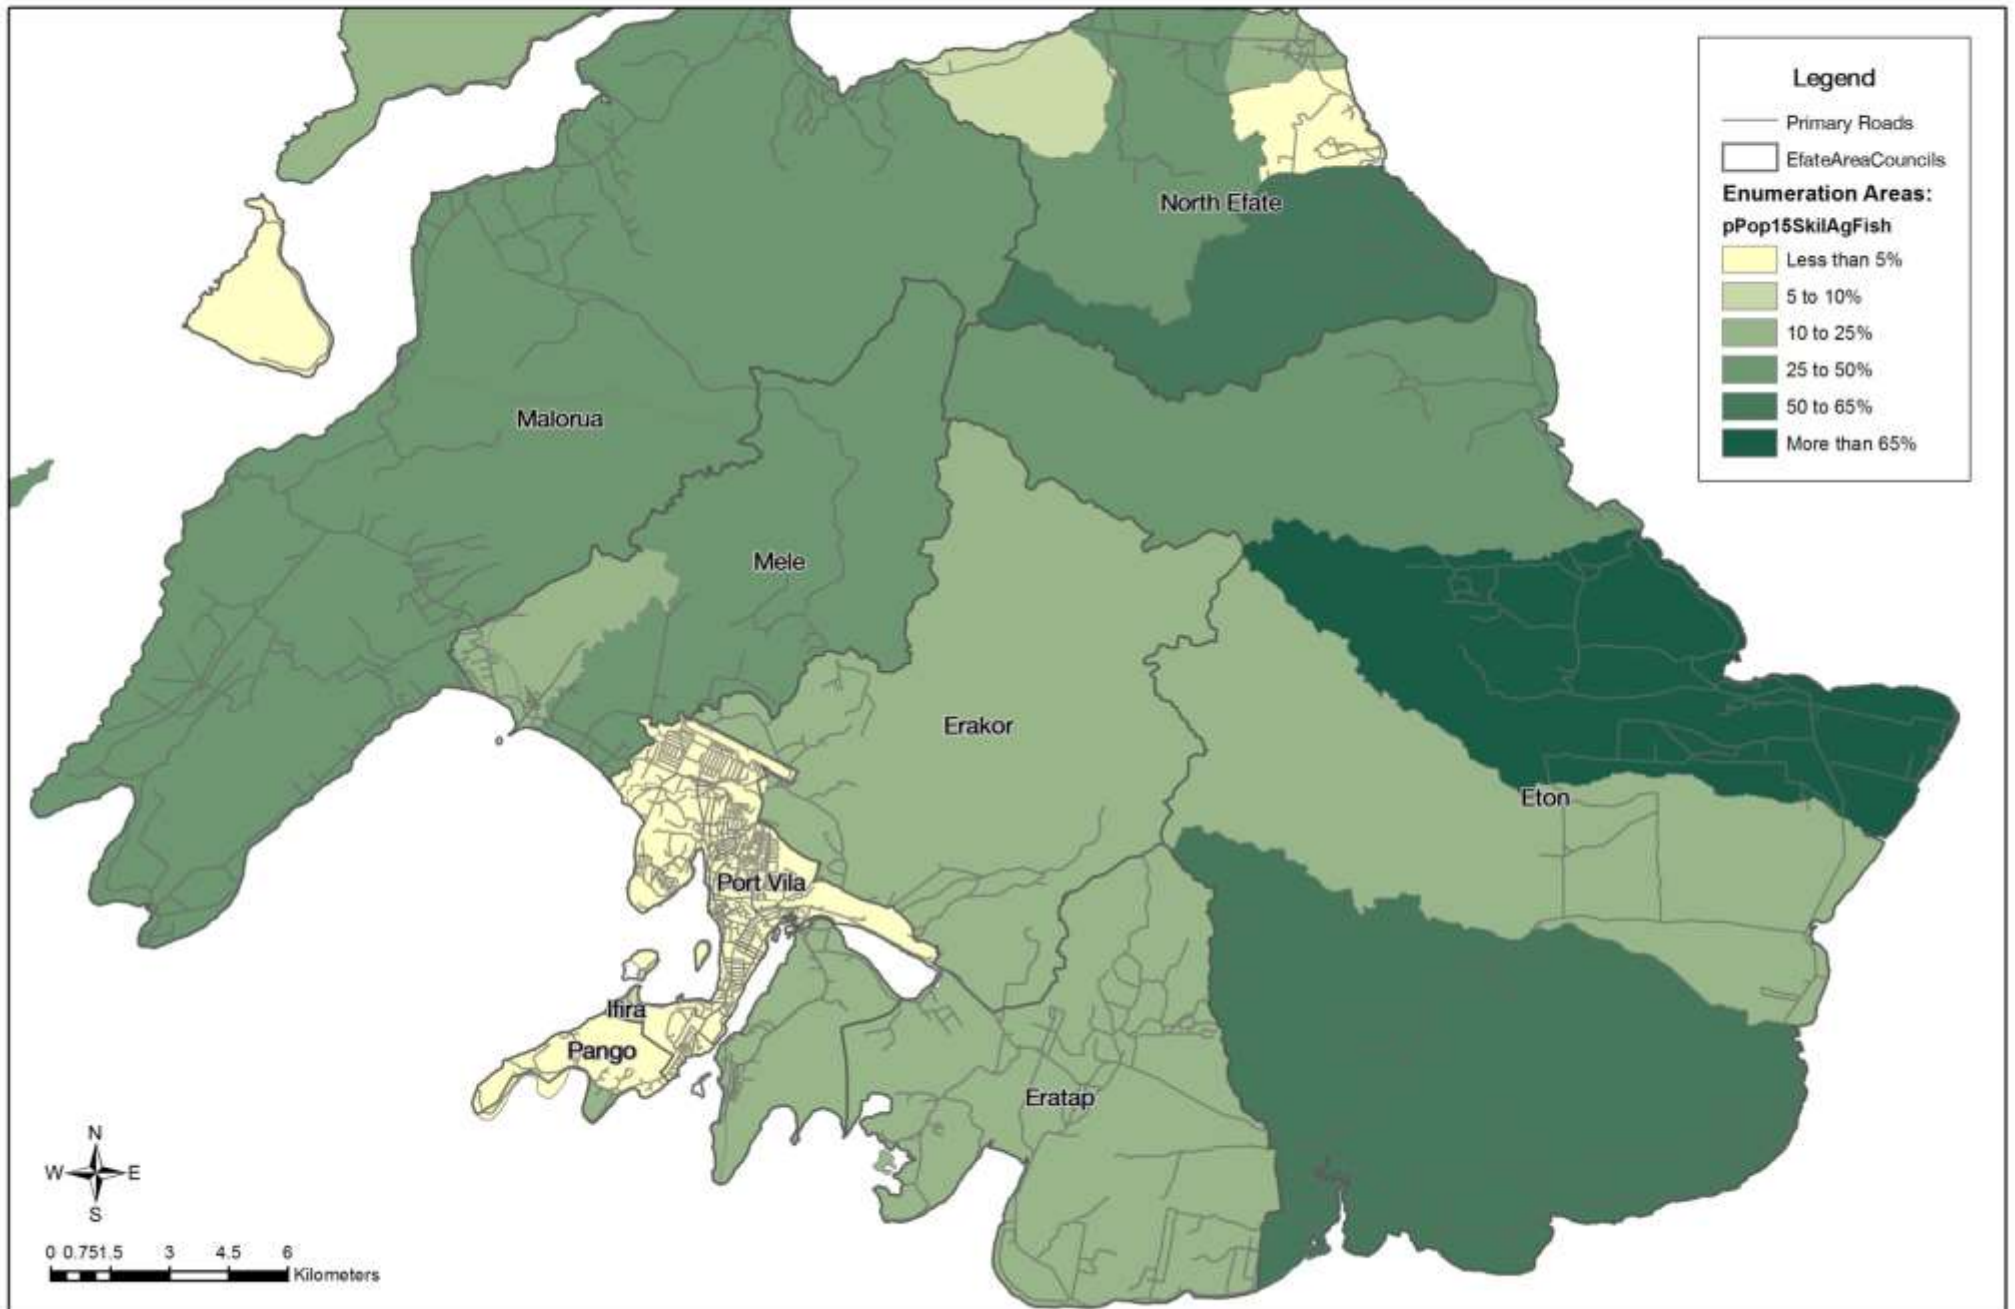 Legend
Primary Roads
EfateAreaCouncils
Enumeration Areas:
pPop15SkilAgFish
Less than 5%
5 to 10%
10 to 25%
25 to 50%
50 to 65%
More than 65%
North Efate
Malorua
Mele
Erakor
Eton
Port Vila
Ifira
Pango
Eratap
N
W E
S
0 0.751.5 3 4.5 6
Kilometers